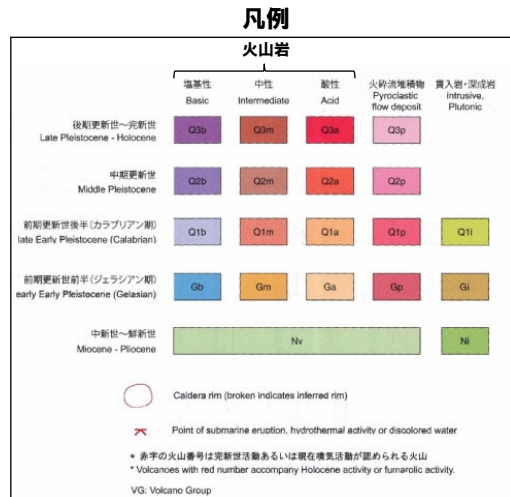 凡例
火山岩
塩基性 中性 酸性 火砕流堆積物 貫入岩・深成岩
Basic Intermediate Acid Pyroclastic Intrusive,
flow deposit Plutonic
後期更新世～完新世
Late Pleistocene - Holocene
Q3b Q3m Q3a Q3p
中期更新世
Middle Pleistocene
Q2b Q2m Q2a Q2p
前期更新世後半(カラブリアン期)
late Early Pleistocene (Calabrian)
Q1b Q1m Q1a Q1p Q1i
前期更新世前半(ジェラシアン期)
early Early Pleistocene (Gelasian)
Gb Gm Ga Gp Gi
中新世～鮮新世
Miocene - Pliocene
Nv Ni
Caldera rim (broken indicates inferred rim)
Point of submarine eruption, hydrothermal activity or discolored water
* 赤字の火山番号は完新世活動あるいは現在噴気活動が認められる火山
* Volcanoes with red number accompany Holocene activity or fumarolic activity.
VG: Volcano Group